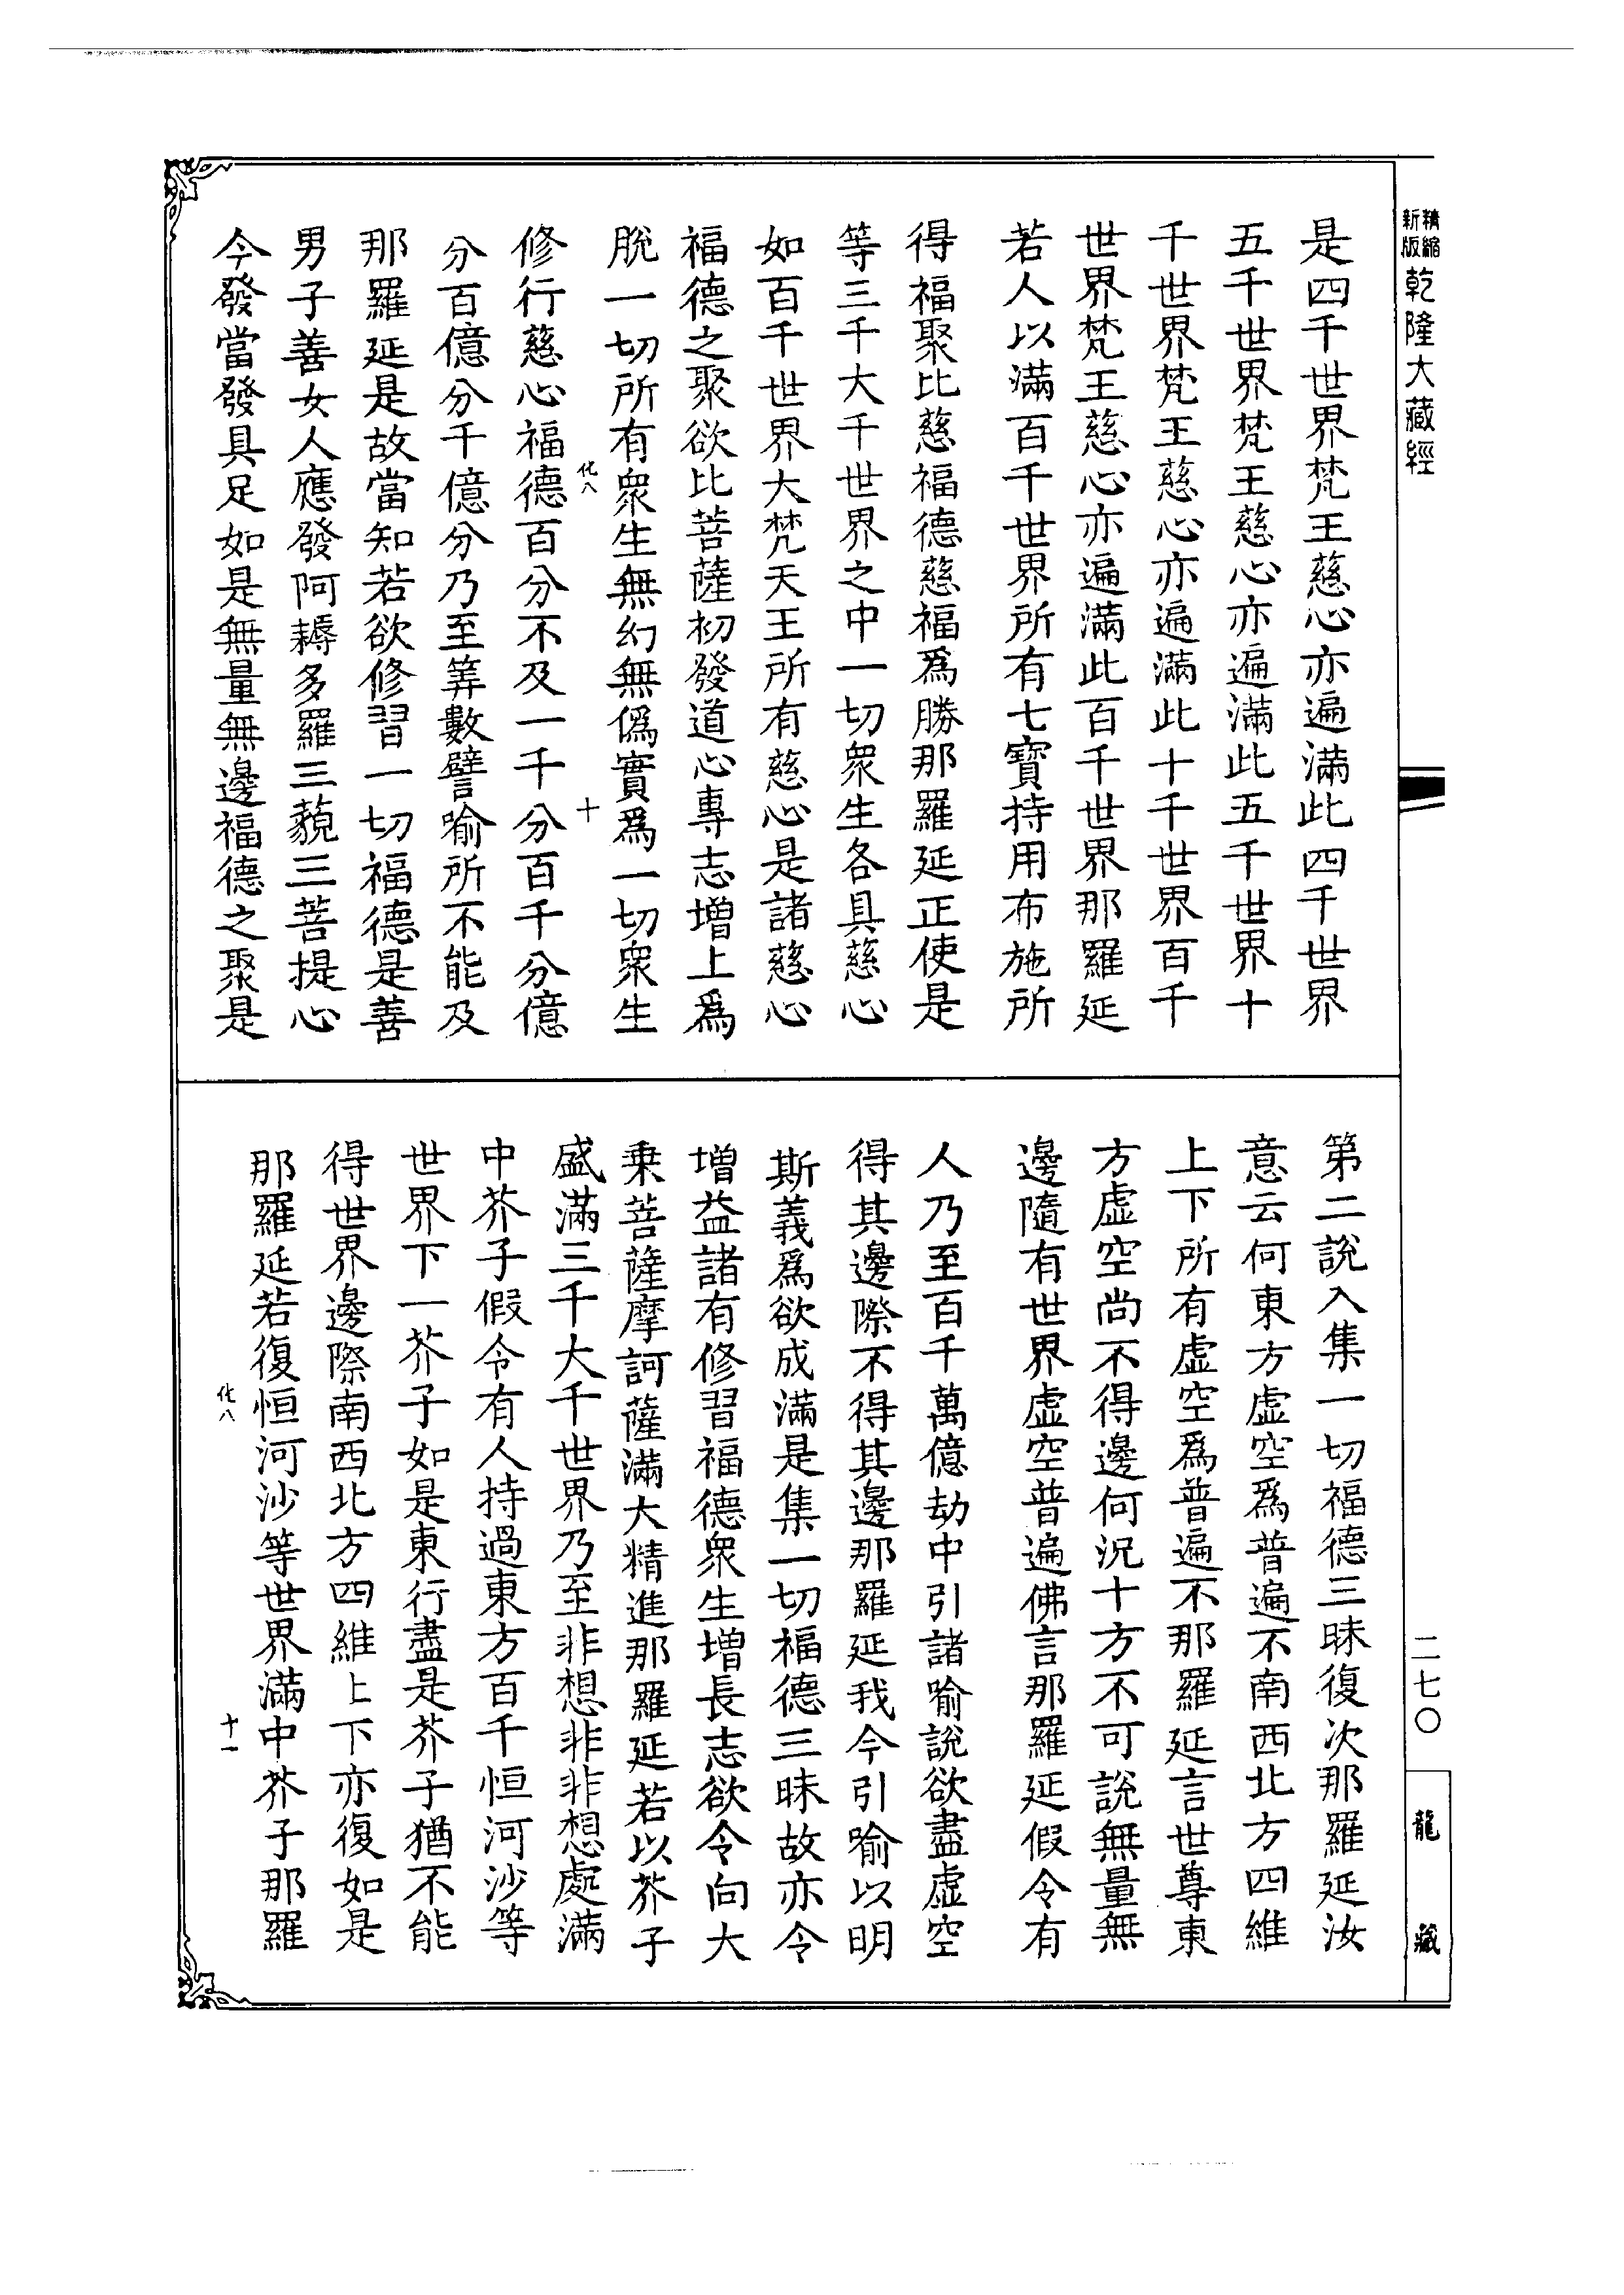 精縮新版乾隆大藏經
是四千世界梵王慈心亦遍滿此四千世界
五千世界梵王慈心亦遍滿此五千世界十
千世界梵王慈心亦遍滿此十千世界百千
世界梵王慈心亦遍滿此百千世界那羅延
若人以滿百千世界所有七寶持用布施所
得福聚比慈福德慈福爲勝那羅延正使是
等三千大千世界之中一切衆生各具慈心
如百千世界大梵天王所有慈心是諸慈心
福德之聚欲比菩薩初發道心專志增上爲
脫一切所有衆生無幻無僞實爲一切衆生
化八 十
修行慈心福德百分不及一千分百千分億
分百億分千億分乃至筭數譬喻所不能及
那羅延是故當知若欲修習一切福德是善
男子善女人應發阿耨多羅三藐三菩提心
今發當發具足如是無量無邊福德之聚是
第二說入集一切福德三昧復次那羅延汝
意云何東方虛空爲普遍不南西北方四維
上下所有虛空爲普遍不那羅延言世尊東
方虛空尚不得邊何況十方不可說無量無
邊隨有世界虛空普遍佛言那羅延假令有
人乃至百千萬億劫中引諸喻說欲盡虛空
得其邊際不得其邊那羅延我今引喻以明
斯義爲欲成滿是集一切福德三昧故亦令
增益諸有修習福德衆生增長志欲令向大
乘菩薩摩訶薩滿大精進那羅延若以芥子
盛滿三千大千世界乃至非想非非想處滿
中芥子假令有人持過東方百千恒河沙等
世界下一芥子如是東行盡是芥子猶不能
得世界邊際南西北方四維上下亦復如是
那羅延若復恒河沙等世界滿中芥子那羅
化八 十一
二七〇
龍藏